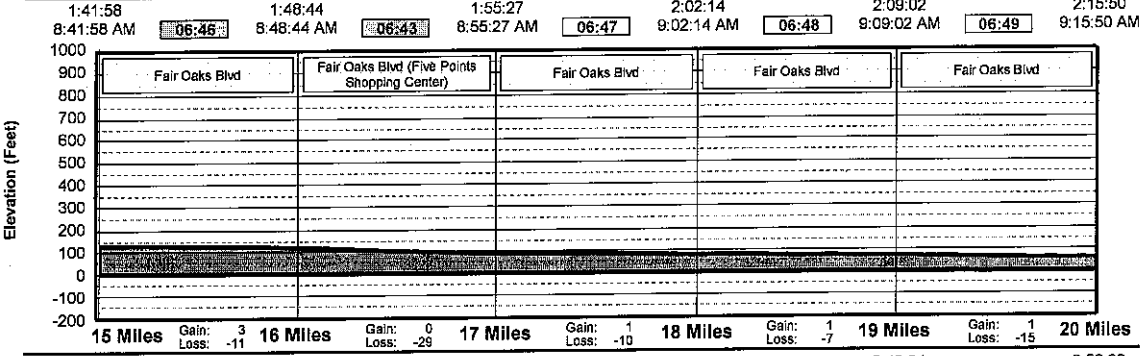 1:41:58 1:48:44 1:55:27 2:02:14 2:09:02 2:15:50
8:41:58 AM 06:46 8:48:44 AM 06:43 8:55:27 AM 06:47 9:02:14 AM 06:48 9:09:02 AM 06:49 9:15:50 AM
1000
900
800
700
600
500
400
300
200
100
0
-100
-200
Elevation (Feet)
Fair Oaks Blvd
Fair Oaks Blvd (Five Points
Shopping Center)
Fair Oaks Blvd
Fair Oaks Blvd
Fair Oaks Blvd
15 Miles Gain: 3 16 Miles Gain: 0 17 Miles Gain: 1 18 Miles Gain: 1 19 Miles Gain: 1 20 Miles
Loss: -11 Loss: -29 Loss: -10 Loss: -7 Loss: -15